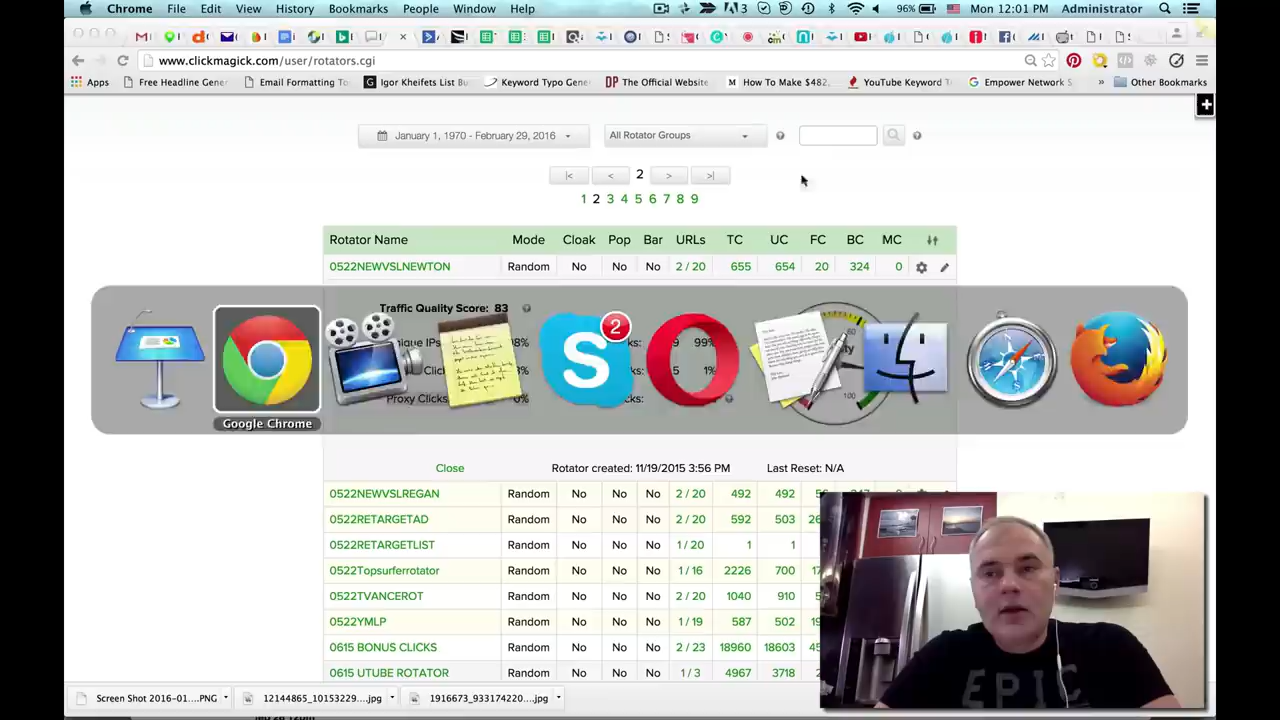 Chrome File Edit View History Bookmarks People Window Help 3 96% Mon 12:01 PM Administrator
www.clickmagick.com/user/rotators.cgi
Apps Free Headline Gene Email Formatting To Igor Kheifets List Bu Keyword Typo Gener The Official Website How To Make $482, YouTube Keyword T Empower Network S » Other Bookmarks
January 1, 1970 - February 29, 2016 All Rotator Groups
|< < 2 > >|
1 2 3 4 5 6 7 8 9
Rotator Name Mode Cloak Pop Bar URLs TC UC FC BC MC
0522NEWVSLNEWTON Random No No No 2 / 20 655 654 20 324 0
Traffic Quality Score: 83
2
Google Chrome
100
Close Rotator created: 11/19/2015 3:56 PM Last Reset: N/A
0522NEWVSLREGAN Random No No No 2 / 20 492 492
0522RETARGETAD Random No No No 2 / 20 592 503
0522RETARGETLIST Random No No No 1 / 20 1 1
0522Topsurferrotator Random No No No 1 / 16 2226 700
0522TVANCEROT Random No No No 2 / 20 1040 910
0522YMLP Random No No No 1 / 19 587 502
0615 BONUS CLICKS Random No No No 2 / 23 18960 18603
0615 UTUBE ROTATOR Random No No No 1 / 3 4967 3718
EPIC
Screen Shot 2016-01....PNG 12144865_10153229....jpg 1916673_933174220....jpg